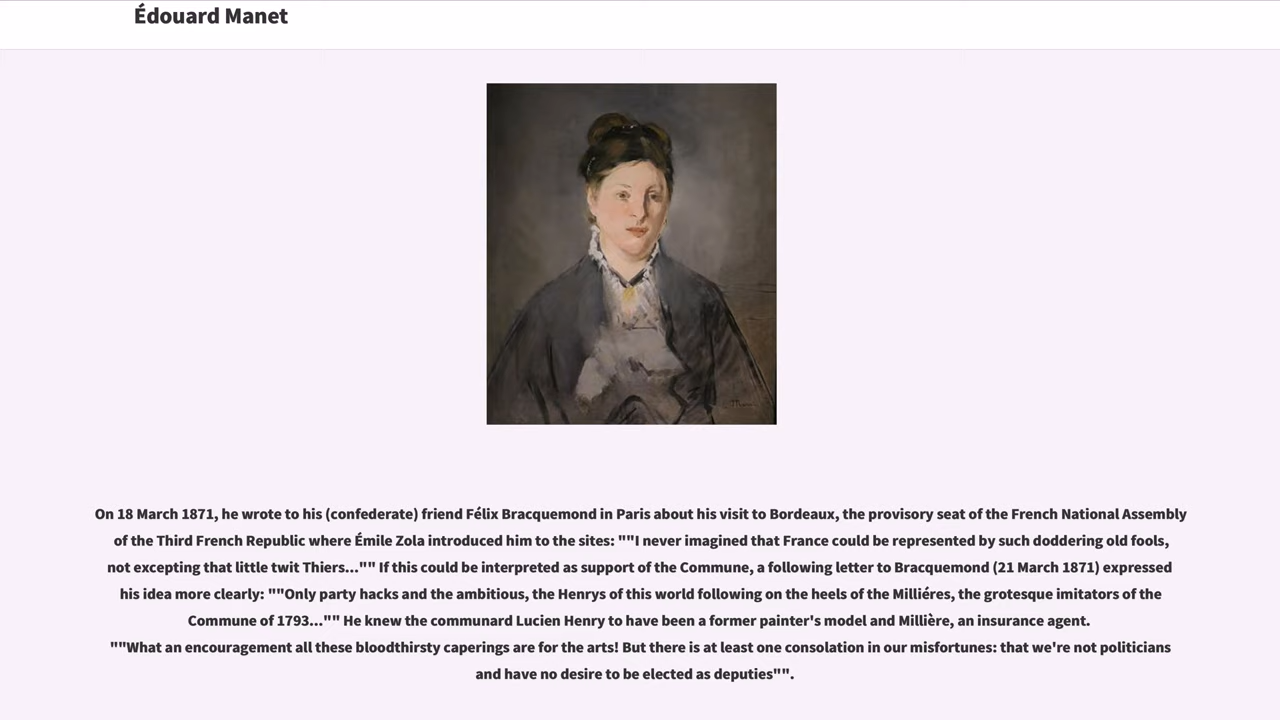 Édouard Manet
On 18 March 1871, he wrote to his (confederate) friend Félix Bracquemond in Paris about his visit to Bordeaux, the provisory seat of the French National Assembly
of the Third French Republic where Émile Zola introduced him to the sites: ""I never imagined that France could be represented by such doddering old fools,
not excepting that little twit Thiers..."" If this could be interpreted as support of the Commune, a following letter to Bracquemond (21 March 1871) expressed
his idea more clearly: ""Only party hacks and the ambitious, the Henrys of this world following on the heels of the Milliéres, the grotesque imitators of the
Commune of 1793..."" He knew the communard Lucien Henry to have been a former painter's model and Millière, an insurance agent.
""What an encouragement all these bloodthirsty caperings are for the arts! But there is at least one consolation in our misfortunes: that we're not politicians
and have no desire to be elected as deputies"".